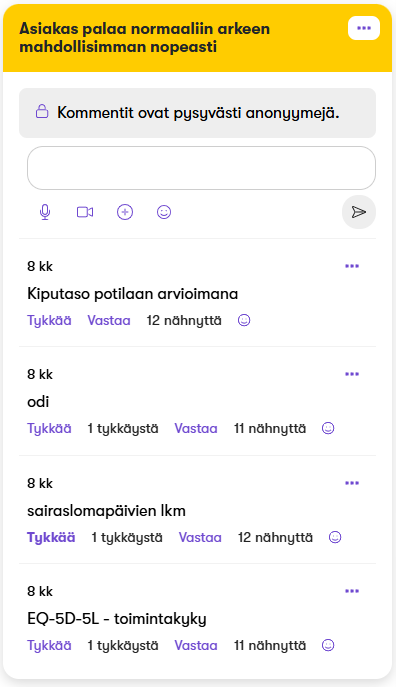 Asiakas palaa normaaliin arkeen
mahdollisimman nopeasti
Kommentit ovat pysyvästi anonyymejä.
8 kk
Kiputaso potilaan arvioimana
Tykkää Vastaa 12 nähnyttä
8 kk
odi
Tykkää 1 tykkäystä Vastaa 11 nähnyttä
8 kk
sairaslomapäivien lkm
Tykkää 1 tykkäystä Vastaa 12 nähnyttä
8 kk
EQ-5D-5L - toimintakyky
Tykkää 1 tykkäystä Vastaa 11 nähnyttä